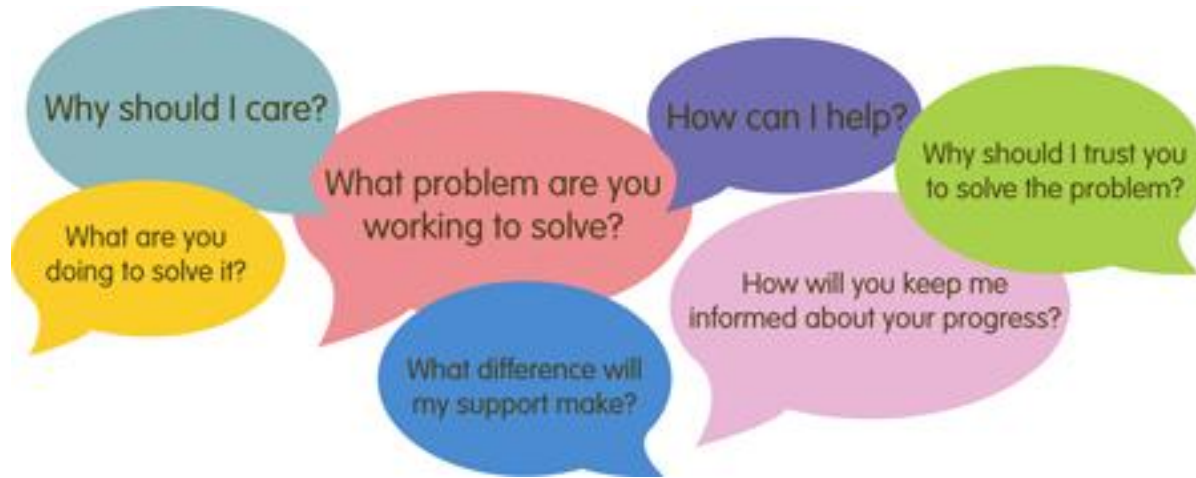 Why should I care?
What are you
doing to solve it?
What problem are you
working to solve?
What difference will
my support make?
How can I help?
How will you keep me
informed about your progress?
Why should I trust you
to solve the problem?